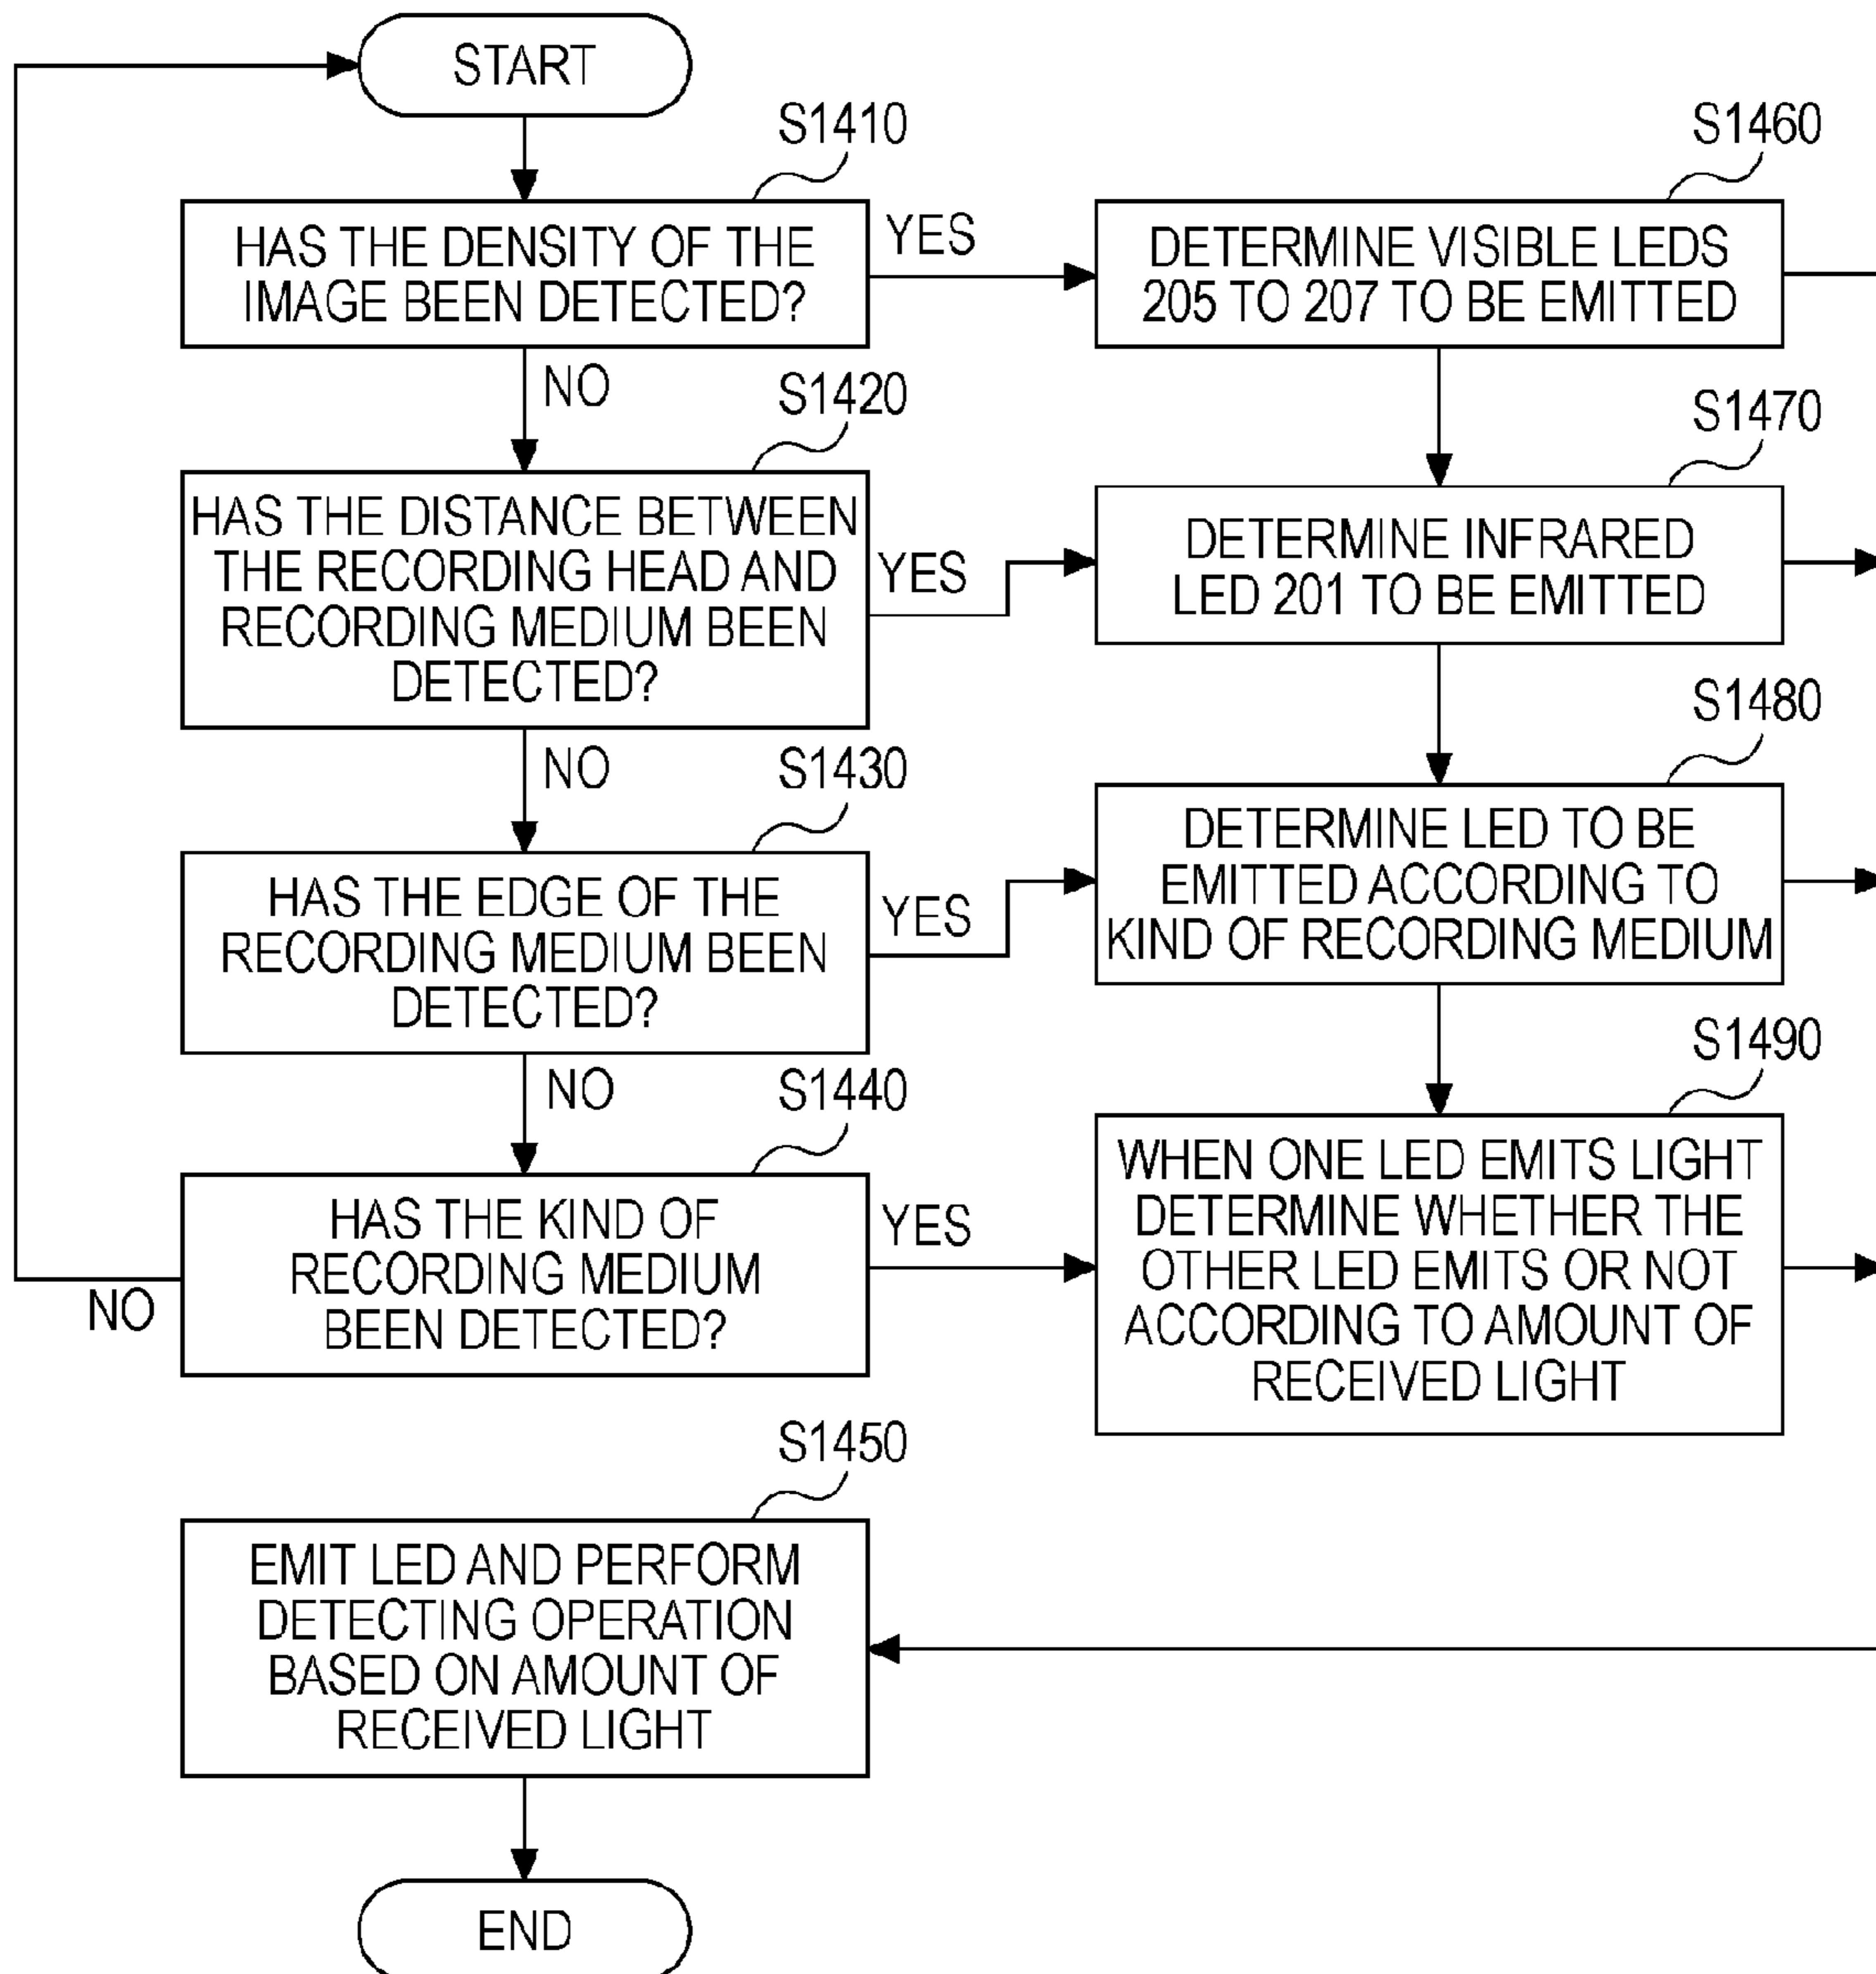 START
S1410
HAS THE DENSITY OF THE
IMAGE BEEN DETECTED?
YES
NO
S1460
DETERMINE VISIBLE LEDS
205 TO 207 TO BE EMITTED
S1420
HAS THE DISTANCE BETWEEN
THE RECORDING HEAD AND
RECORDING MEDIUM BEEN
DETECTED?
YES
NO
S1470
DETERMINE INFRARED
LED 201 TO BE EMITTED
S1430
HAS THE EDGE OF THE
RECORDING MEDIUM BEEN
DETECTED?
YES
NO
S1480
DETERMINE LED TO BE
EMITTED ACCORDING TO
KIND OF RECORDING MEDIUM
S1440
HAS THE KIND OF
RECORDING MEDIUM
BEEN DETECTED?
YES
NO
S1490
WHEN ONE LED EMITS LIGHT
DETERMINE WHETHER THE
OTHER LED EMITS OR NOT
ACCORDING TO AMOUNT OF
RECEIVED LIGHT
S1450
EMIT LED AND PERFORM
DETECTING OPERATION
BASED ON AMOUNT OF
RECEIVED LIGHT
END